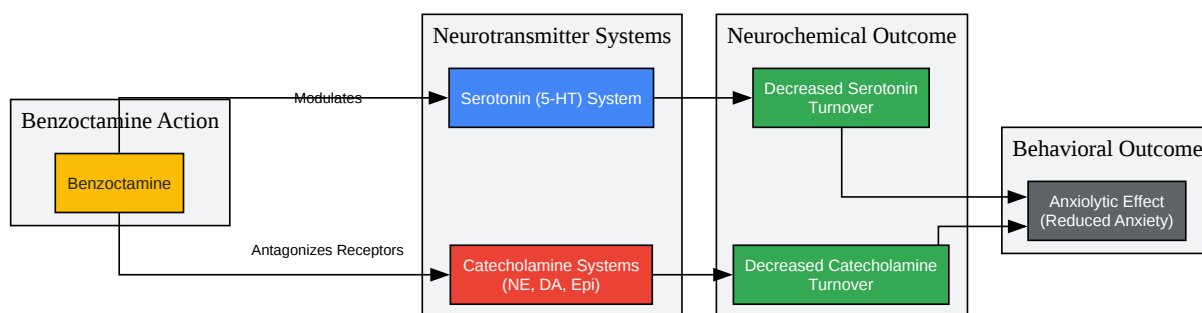 Neurotransmitter Systems
Neurochemical Outcome
Serotonin (5-HT) System
Decreased Serotonin
Turnover
Modulates
Benzoctamine Action
Benzoctamine
Behavioral Outcome
Anxiolytic Effect
(Reduced Anxiety)
Antagonizes Receptors
Catecholamine Systems
(NE, DA, Epi)
Decreased Catecholamine
Turnover